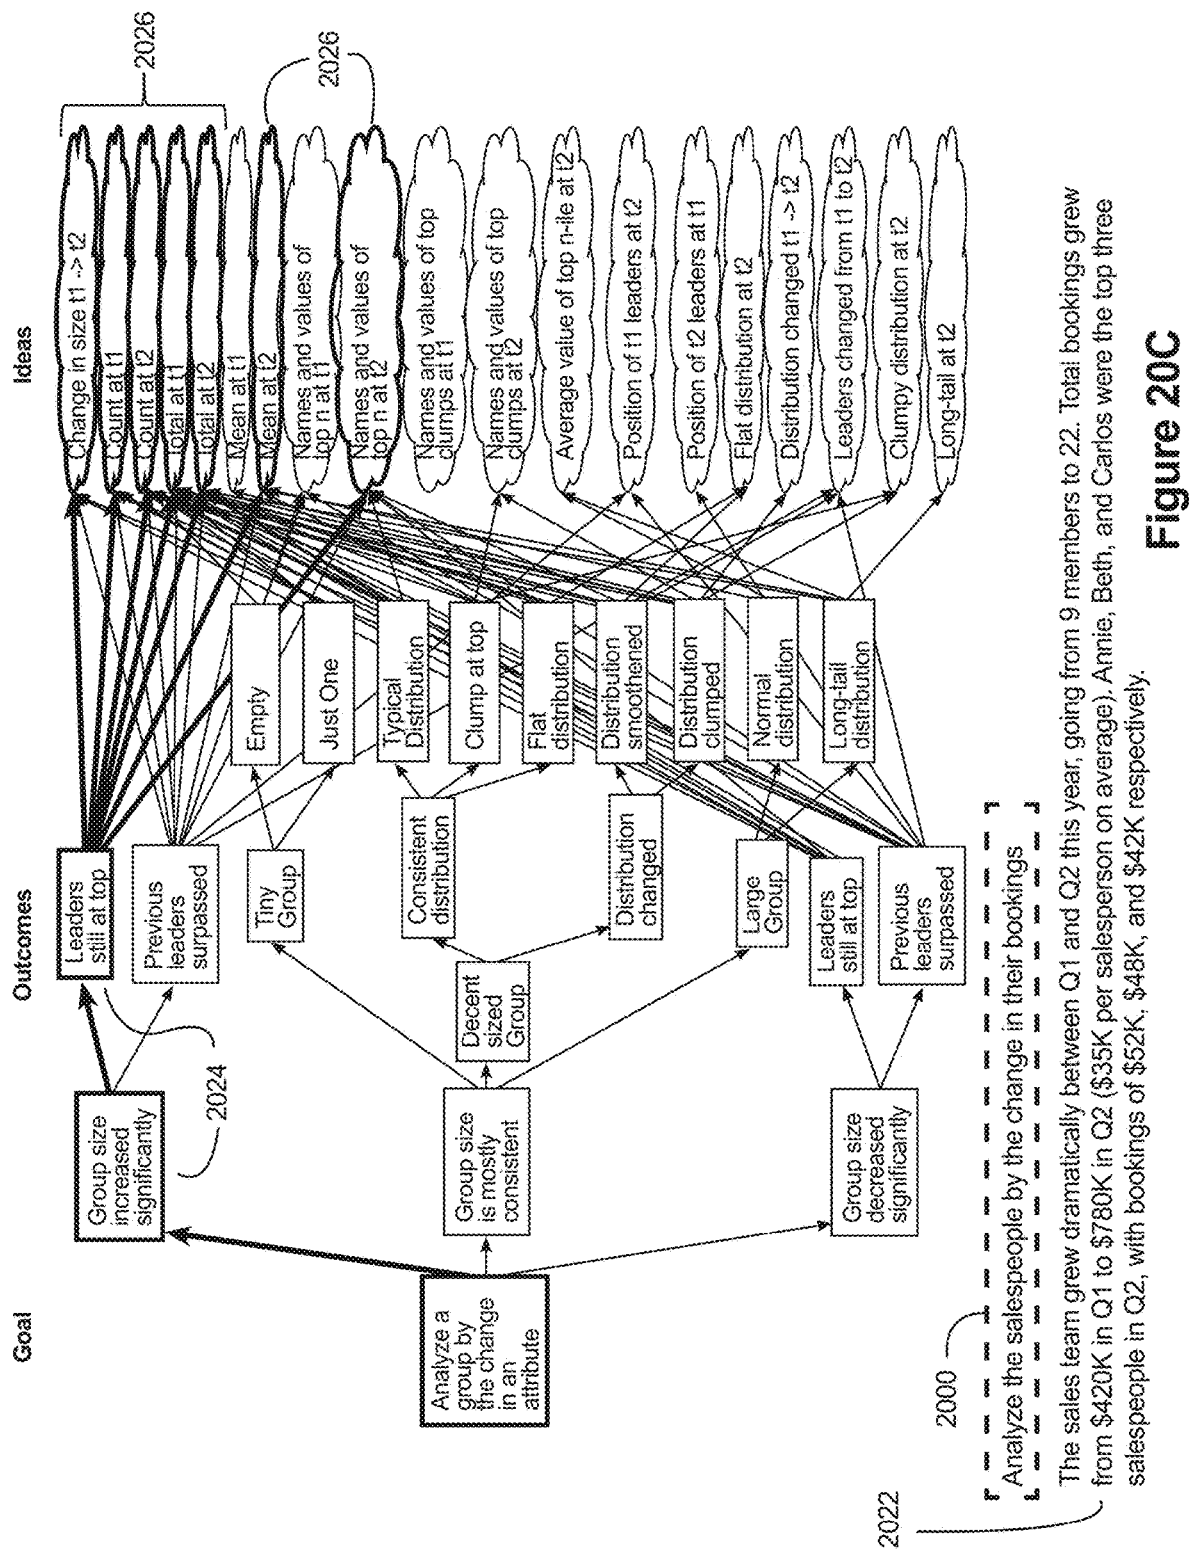 Goal
Outcomes
Ideas
Analyze a
group by
the change
in an
attribute
Group size
increased
significantly
Group size
is mostly
consistent
Group size
decreased
significantly
2024
Leaders
still at top
Previous
leaders
surpassed
Tiny
Group
Decent
sized
Group
Consistent
distribution
Distribution
changed
Large
Group
Leaders
still at top
Previous
leaders
surpassed
Empty
Just One
Typical
Distribution
Clump at top
Flat
distribution
Distribution
smoothened
Distribution
clumped
Normal
distribution
Long-tail
distribution
Change in size t1 -> t2
Count at t1
Count at t2
Total at t1
Total at t2
Mean at t1
Mean at t2
Names and values of
top n at t1
Names and values of
top n at t2
Names and values of top
clumps at t1
Names and values of top
clumps at t2
Average value of top n-ile at t2
Position of t1 leaders at t2
Position of t2 leaders at t1
Flat distribution at t2
Distribution changed t1 -> t2
Leaders changed from t1 to t2
Clumpy distribution at t2
Long-tail at t2
2026
2026
2000
Analyze the salespeople by the change in their bookings
2022
The sales team grew dramatically between Q1 and Q2 this year, going from 9 members to 22. Total bookings grew
from $420K in Q1 to $780K in Q2 ($35K per salesperson on average). Annie, Beth, and Carlos were the top three
salespeople in Q2, with bookings of $52K, $48K, and $42K respectively.
Figure 20C